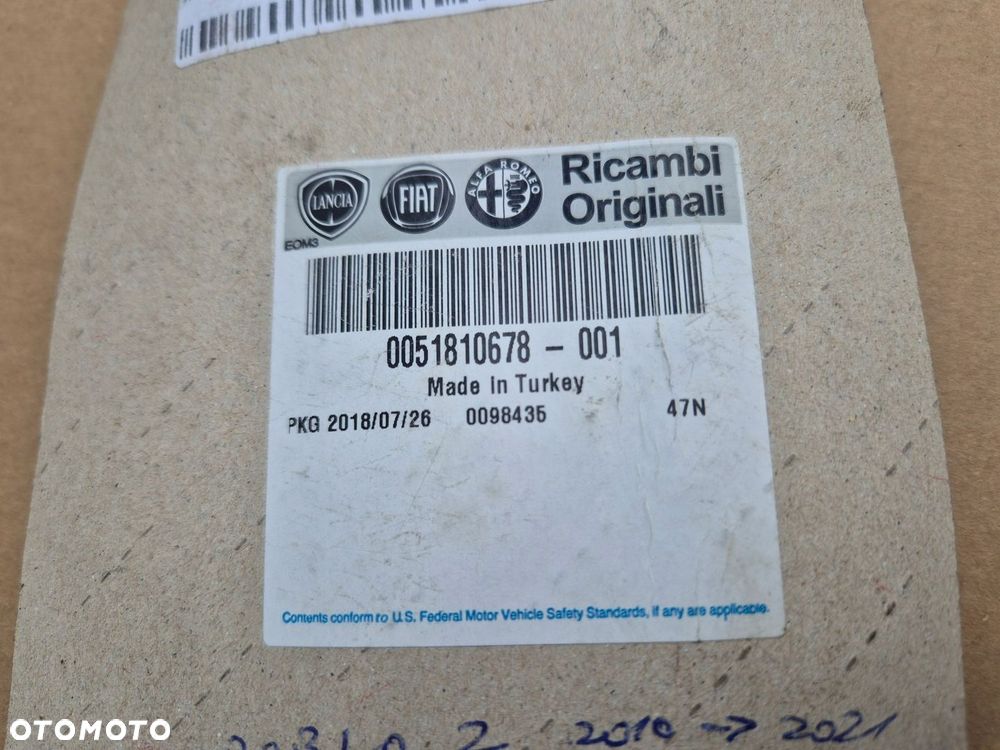 LANCIA
FIAT
ALFA ROMEO
Ricambi
Originali
EOM3
0051810678 - 001
Made in Turkey
PKG 2018/07/26 0098435 47N
Contents conform to U.S. Federal Motor Vehicle Safety Standards, if any are applicable.
2. 2010 → 2021
OTOMOTO